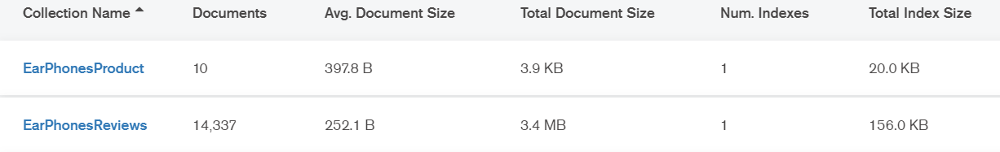 Collection Name Documents Avg. Document Size Total Document Size Num. Indexes Total Index Size
EarPhonesProduct 10 397.8 B 3.9 KB 1 20.0 KB
EarPhonesReviews 14,337 252.1 B 3.4 MB 1 156.0 KB